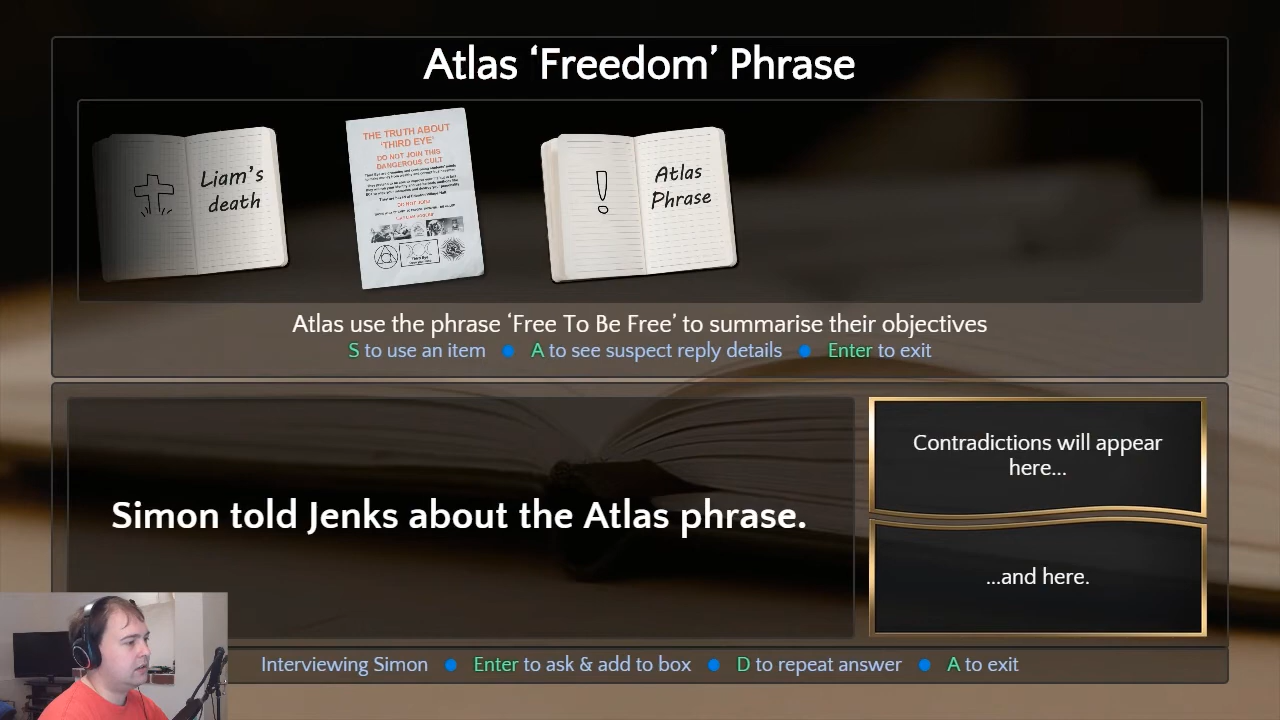 Atlas ‘Freedom’ Phrase
Liam's
death
THE TRUTH ABOUT
‘THIRD EYE’
DO NOT JOIN THIS
DANGEROUS CULT
Atlas
Phrase
Atlas use the phrase ‘Free To Be Free’ to summarise their objectives
S to use an item A to see suspect reply details Enter to exit
Simon told Jenks about the Atlas phrase.
Contradictions will appear
here...
...and here.
Interviewing Simon Enter to ask & add to box D to repeat answer A to exit